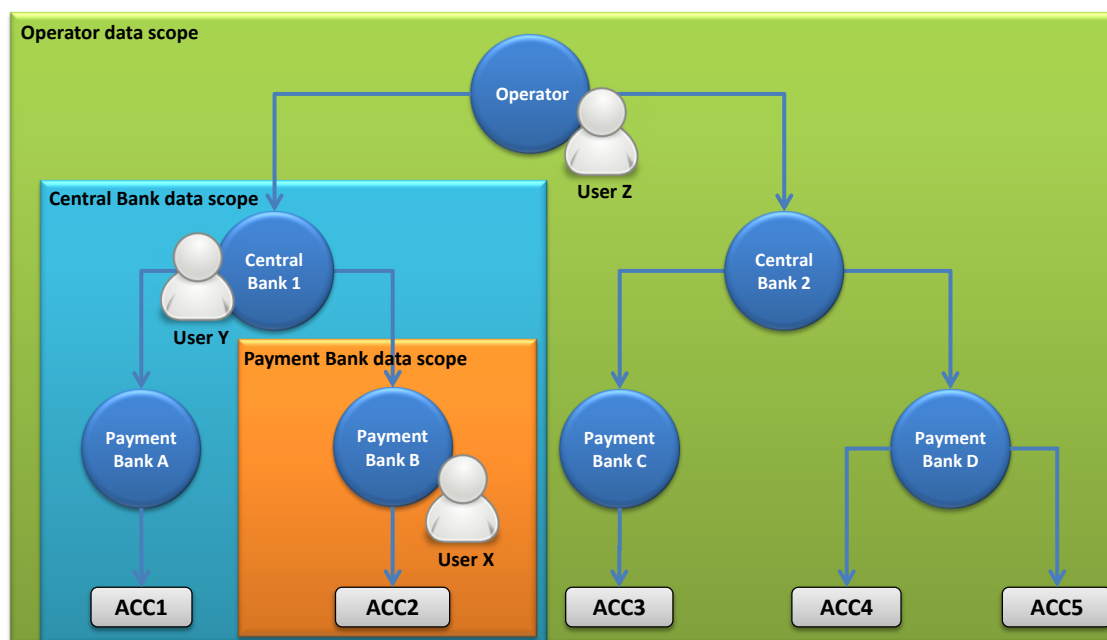 Operator data scope
Operator
User Z
Central Bank data scope
Central
Bank 1
User Y
Central
Bank 2
Payment Bank data scope
Payment
Bank A
Payment
Bank B
User X
Payment
Bank C
Payment
Bank D
ACC1
ACC2
ACC3
ACC4
ACC5